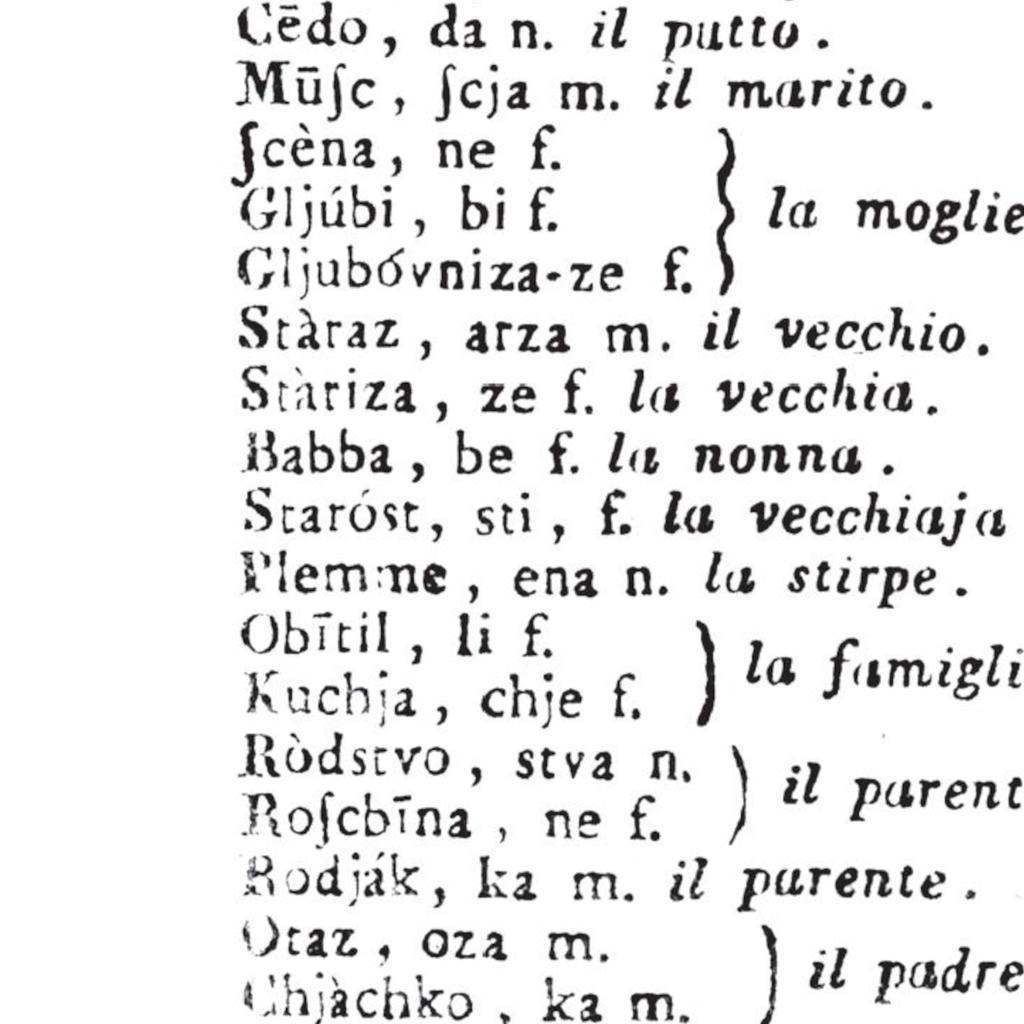 Cēdo, da n. il putto.
Mūſc, ſcja m. il marito.
ſcèna, ne f.
Gljúbi, bi f. } la moglie
Gljubóvniza-ze f.
Stàraz, arza m. il vecchio.
Stàriza, ze f. la vecchia.
Babba, be f. la nonna.
Staróst, sti, f. la vecchiaja
Plemme, ena n. la stirpe.
Obītil, li f. } la famigli
Kuchja, chje f.
Ròdstvo, stva n. ) il parent
Roſcbīna, ne f.
Rodják, ka m. il parente.
Otaz, oza m. } il padre
Chjàchko, ka m.